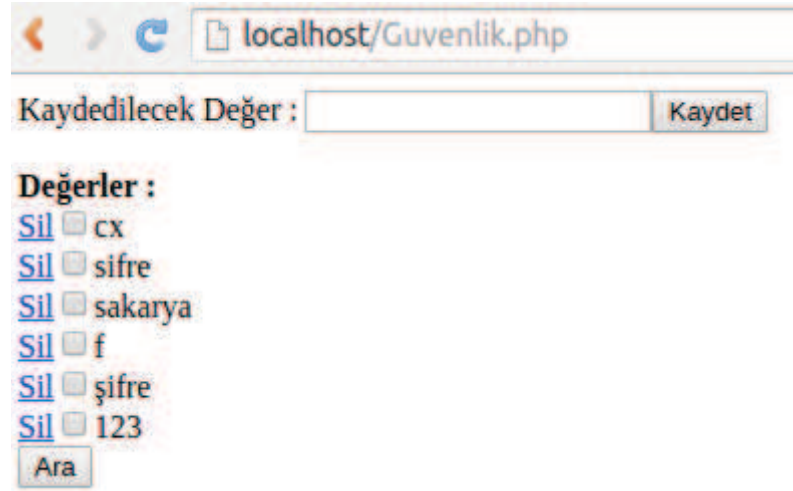 localhost/Guvenlik.php
Kaydedilecek Değer : Kaydet
Değerler :
Sil cx
Sil sifre
Sil sakarya
Sil f
Sil şifre
Sil 123
Ara